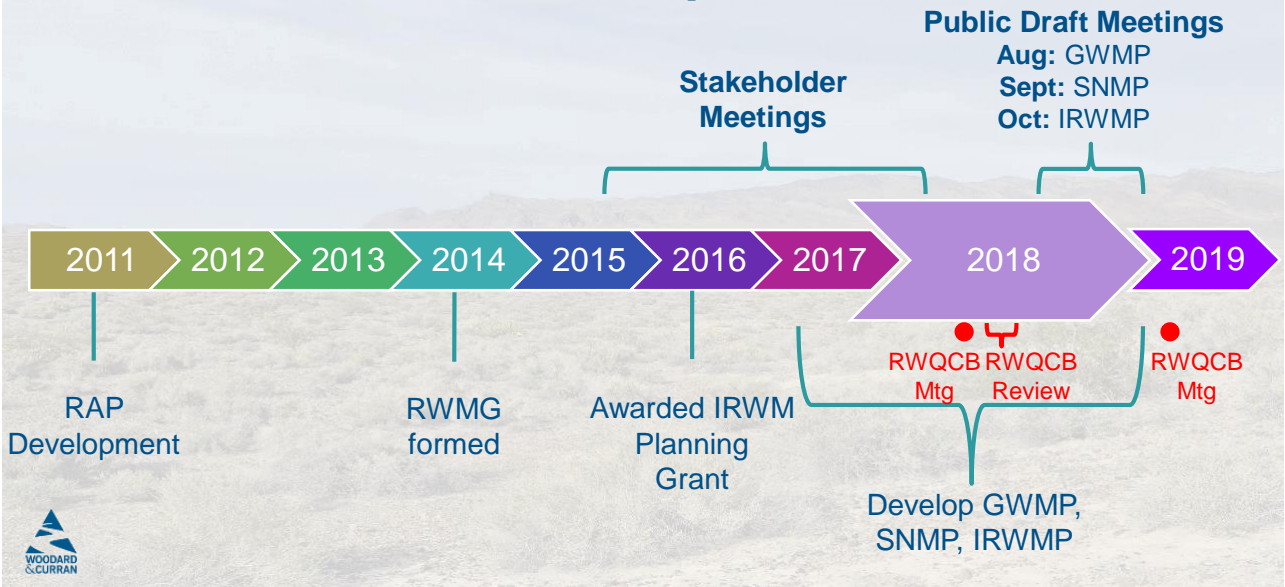 Public Draft Meetings
Aug: GWMP
Sept: SNMP
Oct: IRWMP
Stakeholder
Meetings
2011 2012 2013 2014 2015 2016 2017 2018 2019
RWQCB
Mtg
RWQCB
Review
RWQCB
Mtg
RAP
Development
RWMG
formed
Awarded IRWM
Planning
Grant
Develop GWMP,
SNMP, IRWMP
WOODARD
&CURRAN